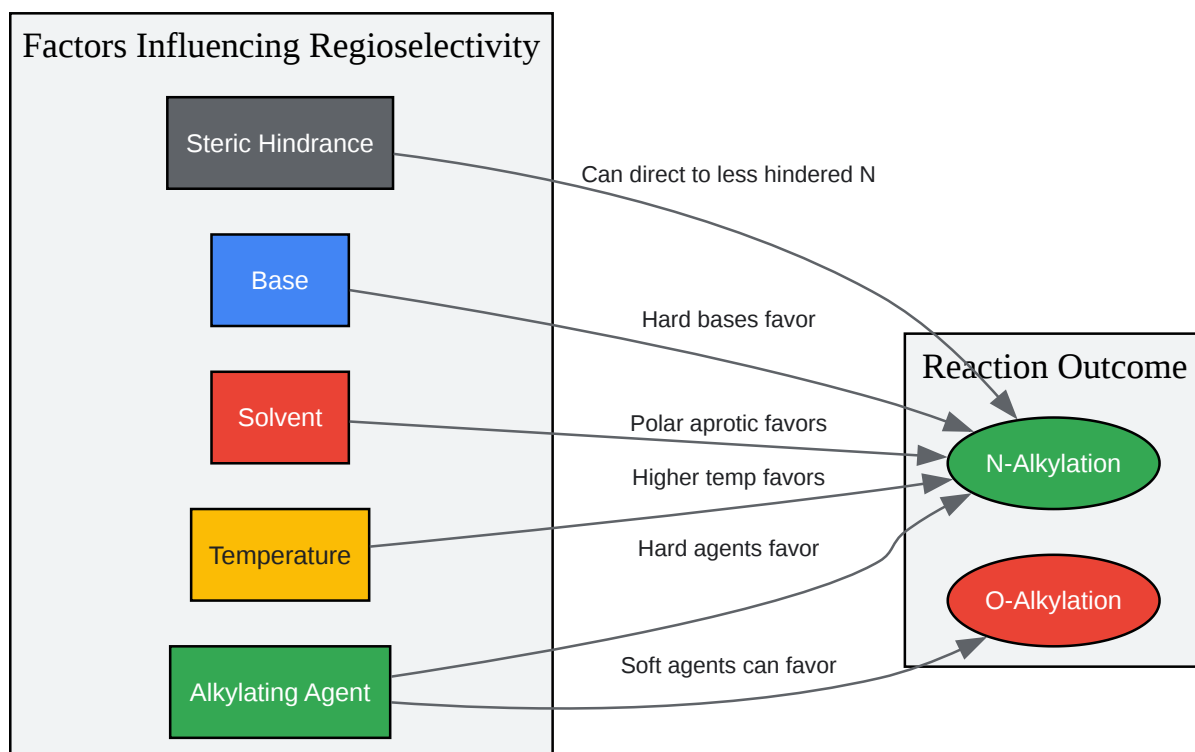 Factors Influencing Regioselectivity
Steric Hindrance
Can direct to less hindered N
Base
Hard bases favor
Reaction Outcome
Solvent
Polar aprotic favors
N-Alkylation
Higher temp favors
Temperature
Hard agents favor
O-Alkylation
Alkylating Agent
Soft agents can favor